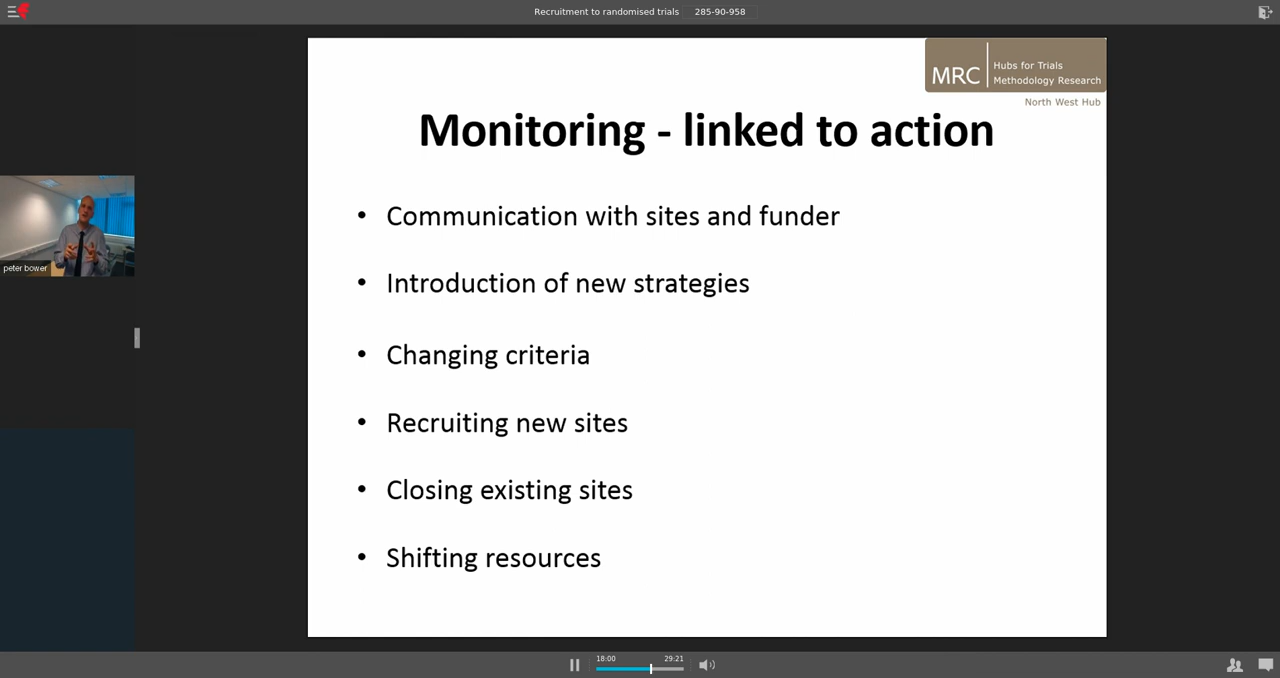 Recruitment to randomised trials 285-90-958
MRC
Hubs for Trials
Methodology Research
North West Hub
Monitoring - linked to action
• Communication with sites and funder
• Introduction of new strategies
• Changing criteria
• Recruiting new sites
• Closing existing sites
• Shifting resources
peter bower
18:00 29:21